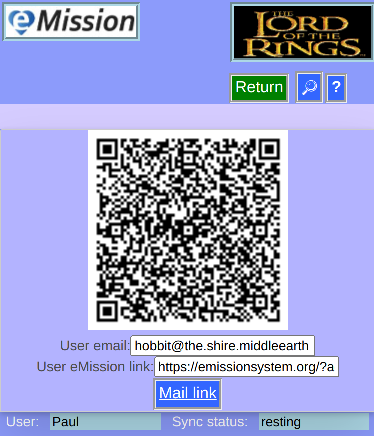 eMission
THE
LORD
OF THE
RINGS
Return ?
User email: hobbit@the.shire.middleearth
User eMission link: https://emissionsystem.org/?a
Mail link
User: Paul Sync status: resting